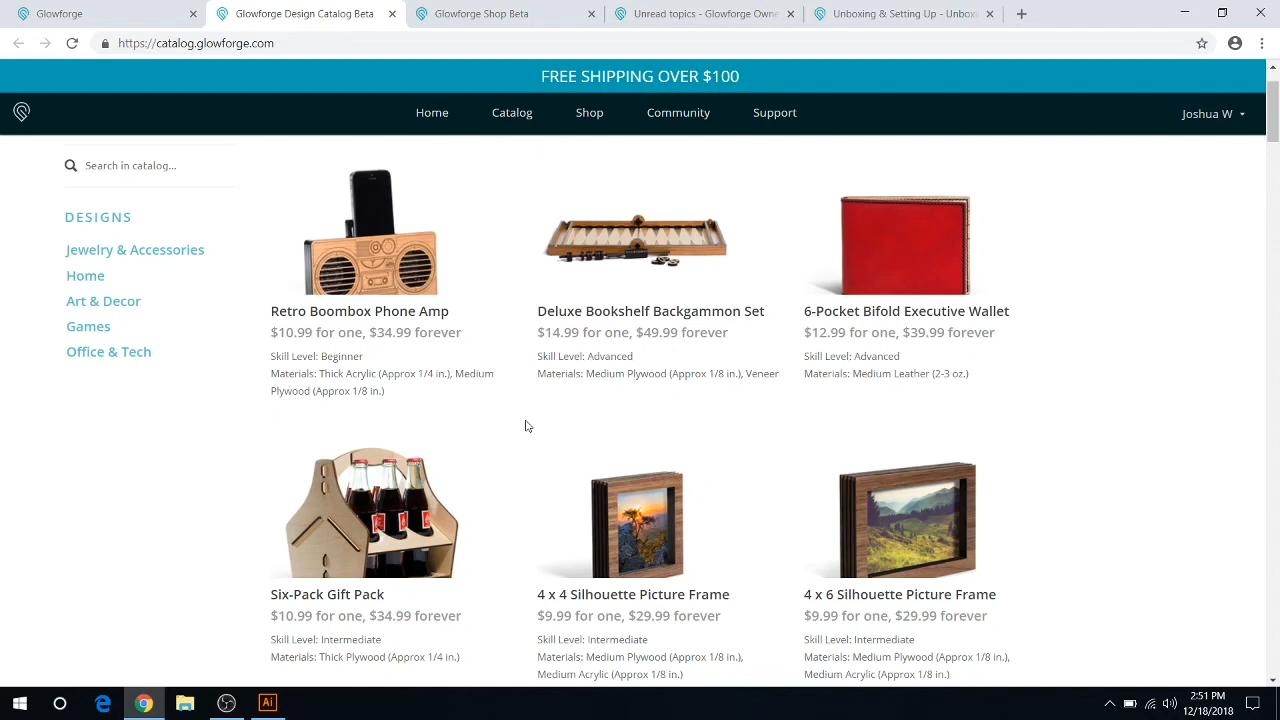 Glowforge
Glowforge Design Catalog Beta
Glowforge Shop Beta
Unread topics - Glowforge Owne
Unboxing & Setting Up - Unboxi
https://catalog.glowforge.com
FREE SHIPPING OVER $100
Home
Catalog
Shop
Community
Support
Joshua W
Search in catalog...
DESIGNS
Jewelry & Accessories
Home
Art & Decor
Games
Office & Tech
Retro Boombox Phone Amp
$10.99 for one, $34.99 forever
Skill Level: Beginner
Materials: Thick Acrylic (Approx 1/4 in.), Medium
Plywood (Approx 1/8 in.)
Deluxe Bookshelf Backgammon Set
$14.99 for one, $49.99 forever
Skill Level: Advanced
Materials: Medium Plywood (Approx 1/8 in.), Veneer
6-Pocket Bifold Executive Wallet
$12.99 for one, $39.99 forever
Skill Level: Advanced
Materials: Medium Leather (2-3 oz.)
Six-Pack Gift Pack
$10.99 for one, $34.99 forever
Skill Level: Intermediate
Materials: Thick Plywood (Approx 1/4 in.)
4 x 4 Silhouette Picture Frame
$9.99 for one, $29.99 forever
Skill Level: Intermediate
Materials: Medium Plywood (Approx 1/8 in.),
Medium Acrylic (Approx 1/8 in.)
4 x 6 Silhouette Picture Frame
$9.99 for one, $29.99 forever
Skill Level: Intermediate
Materials: Medium Plywood (Approx 1/8 in.),
Medium Acrylic (Approx 1/8 in.)
Ai
2:51 PM
12/18/2018